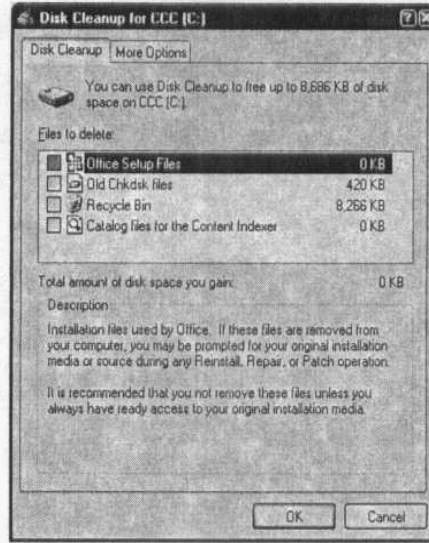 Disk Cleanup for CCC (C:)
Disk Cleanup More Options
You can use Disk Cleanup to free up to 8,686 KB of disk
space on CCC (C:).
Files to delete:
Office Setup Files 0 KB
Old Chkdsk files 420 KB
Recycle Bin 8,266 KB
Catalog files for the Content Indexer 0 KB
Total amount of disk space you gain: 0 KB
Description
Installation files used by Office. If these files are removed from
your computer, you may be prompted for your original installation
media or source during any Reinstall, Repair, or Patch operation.
It is recommended that you not remove these files unless you
always have ready access to your original installation media.
OK Cancel